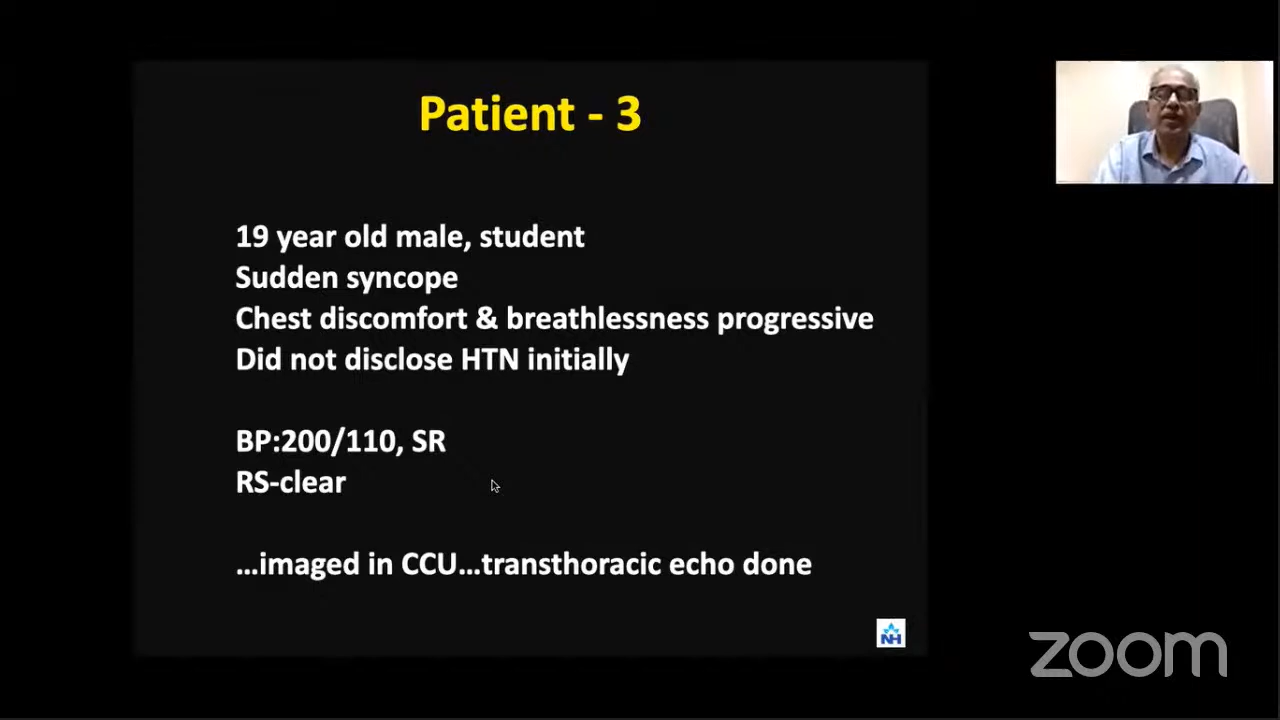 Patient - 3
19 year old male, student
Sudden syncope
Chest discomfort & breathlessness progressive
Did not disclose HTN initially
BP:200/110, SR
RS-clear
...imaged in CCU...transthoracic echo done
NH
zoom